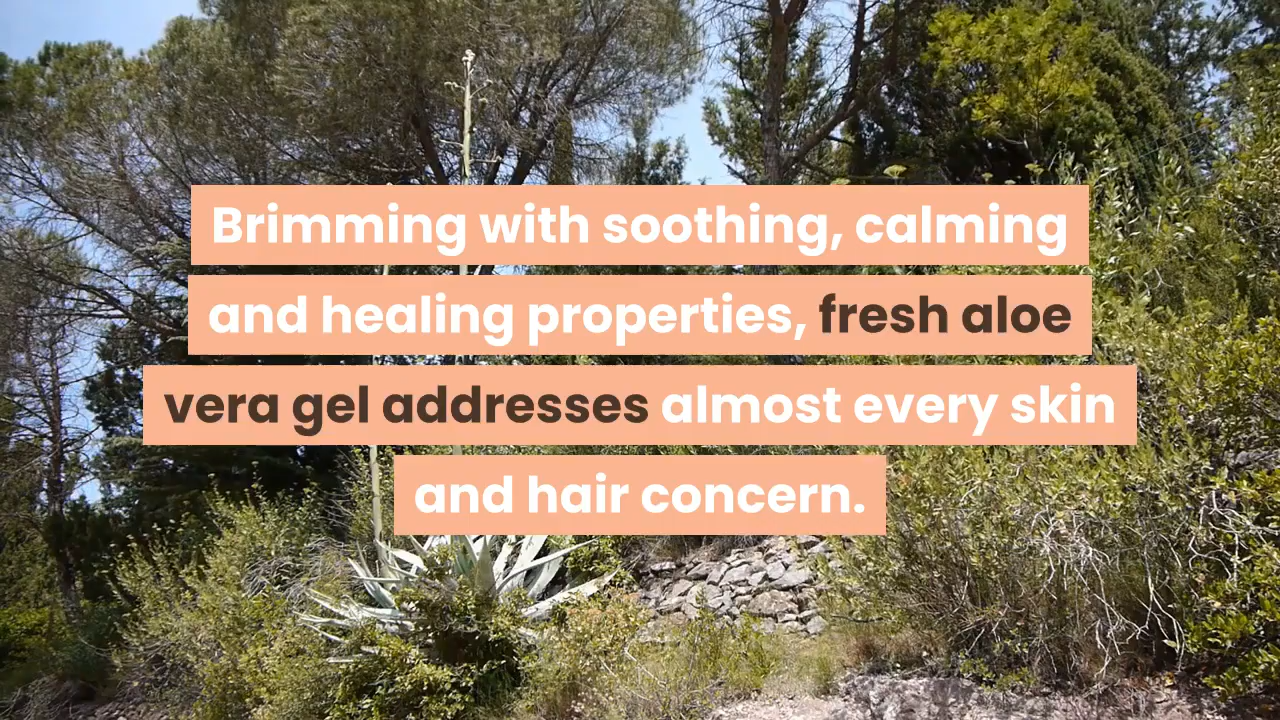 Brimming with soothing, calming
and healing properties, fresh aloe
vera gel addresses almost every skin
and hair concern.